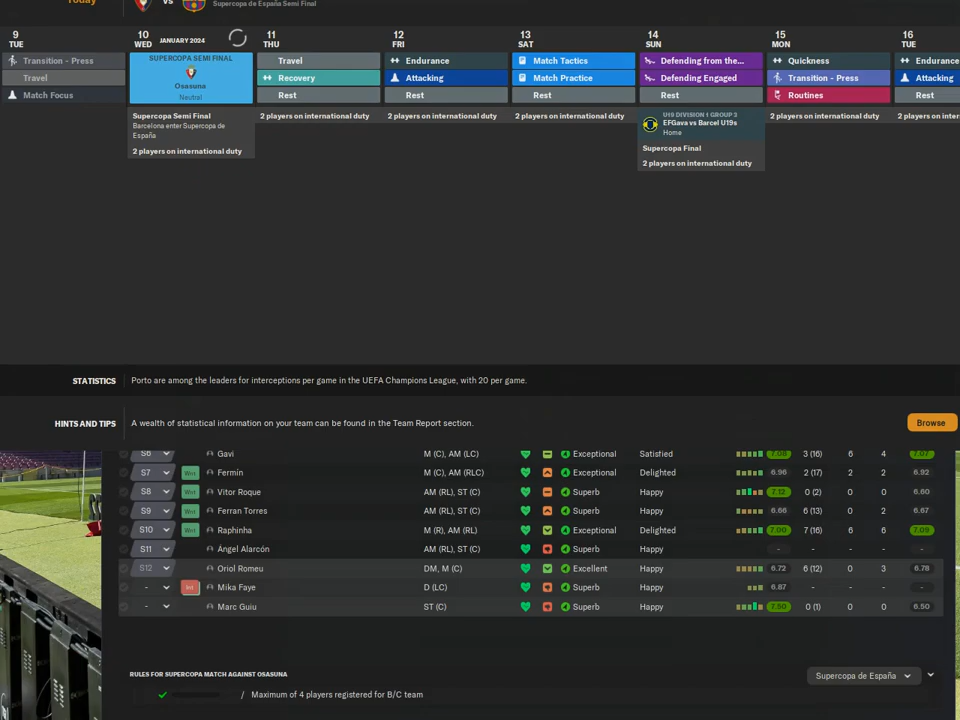 Today
vs
Supercopa de España Semi Final
9 TUE
10 WED JANUARY 2024
11 THU
12 FRI
13 SAT
14 SUN
15 MON
16 TUE
Transition - Press
Travel
Match Focus
SUPERCOPA SEMI FINAL
Osasuna
Neutral
Supercopa Semi Final
Barcelona enter Supercopa de
España
2 players on international duty
Travel
Recovery
Rest
2 players on international duty
Endurance
Attacking
Rest
2 players on international duty
Match Tactics
Match Practice
Rest
2 players on international duty
Defending from the...
Defending Engaged
Rest
U19 DIVISION 1 GROUP 3
EFGava vs Barcel U19s
Home
Supercopa Final
2 players on international duty
Quickness
Transition - Press
Routines
2 players on international duty
Endurance
Attacking
Rest
2 players on inter
STATISTICS Porto are among the leaders for interceptions per game in the UEFA Champions League, with 20 per game.
HINTS AND TIPS A wealth of statistical information on your team can be found in the Team Report section. Browse
S6 Gavi M (C), AM (LC) Exceptional Satisfied 7.08 3 (16) 6 4 7.07
S7 Wnt Fermín M (C), AM (RLC) Exceptional Delighted 6.96 2 (17) 2 2 6.92
S8 Wnt Vitor Roque AM (RL), ST (C) Superb Happy 7.12 0 (2) 0 0 6.60
S9 Wnt Ferran Torres AM (RL), ST (C) Superb Happy 6.66 6 (13) 0 2 6.67
S10 Wnt Raphinha M (R), AM (RL) Exceptional Delighted 7.00 7 (16) 6 6 7.09
S11 Ángel Alarcón AM (RL), ST (C) Superb Happy - - - - -
S12 Oriol Romeu DM, M (C) Excellent Happy 6.72 6 (12) 0 3 6.78
- Int Mika Faye D (LC) Superb Happy 6.87 - - - -
- Marc Guiu ST (C) Superb Happy 7.50 0 (1) 0 0 6.50
RULES FOR SUPERCOPA MATCH AGAINST OSASUNA Supercopa de España
/ Maximum of 4 players registered for B/C team